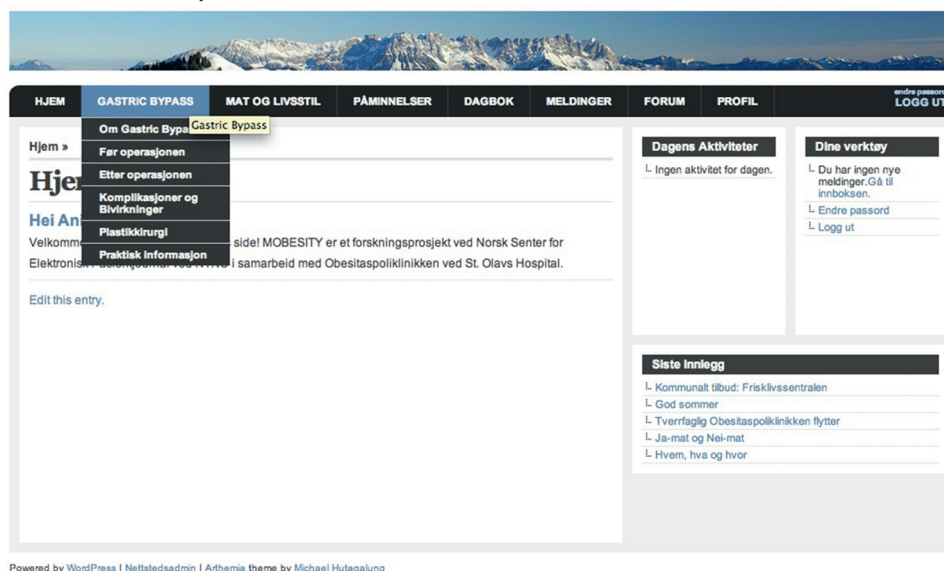 HJEM GASTRIC BYPASS MAT OG LIVSSTIL PÅMINNELSER DAGBOK MELDINGER FORUM PROFIL
endre passord
LOGG UT
Om Gastric
Gastric Bypass
Før operasjonen
Etter operasjonen
Komplikasjoner og
Bivirkninger
Plastikkirurgi
Praktisk informasjon
Hjem »
Hei
side! MOBESITY er et forskningsprosjekt ved Norsk Senter for
i samarbeid med Obesitaspoliklinikken ved St. Olavs Hospital.
Edit this entry.
Dagens Aktiviteter
Ingen aktivitet for dagen.
Dine verktøy
Du har ingen nye
meldinger.Gå til
innboksen.
Endre passord
Logg ut
Siste Innlegg
Kommunalt tilbud: Frisklivssentralen
God sommer
Tverrfaglig Obesitaspoliklinikken flytter
Ja-mat og Nei-mat
Hvem, hva og hvor
Powered by WordPress | Nettstedsadmin | Arthemia theme by Michael Hutagalung